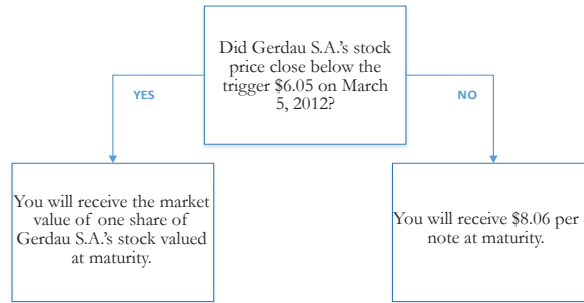 Did Gerdau S.A.'s stock
price close below the
trigger $6.05 on March
5, 2012?
YES
NO
You will receive the market
value of one share of
Gerdau S.A.'s stock valued
at maturity.
You will receive $8.06 per
note at maturity.